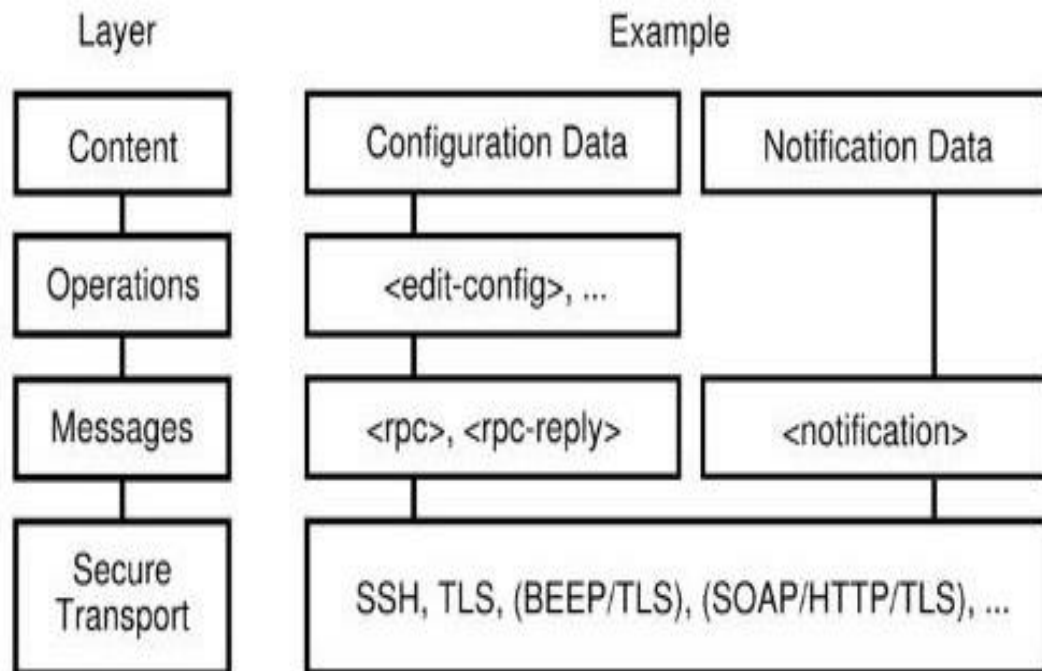 Layer Example
Content Configuration Data Notification Data
Operations <edit-config>, ...
Messages <rpc>, <rpc-reply> <notification>
Secure
Transport
SSH, TLS, (BEEP/TLS), (SOAP/HTTP/TLS), ...